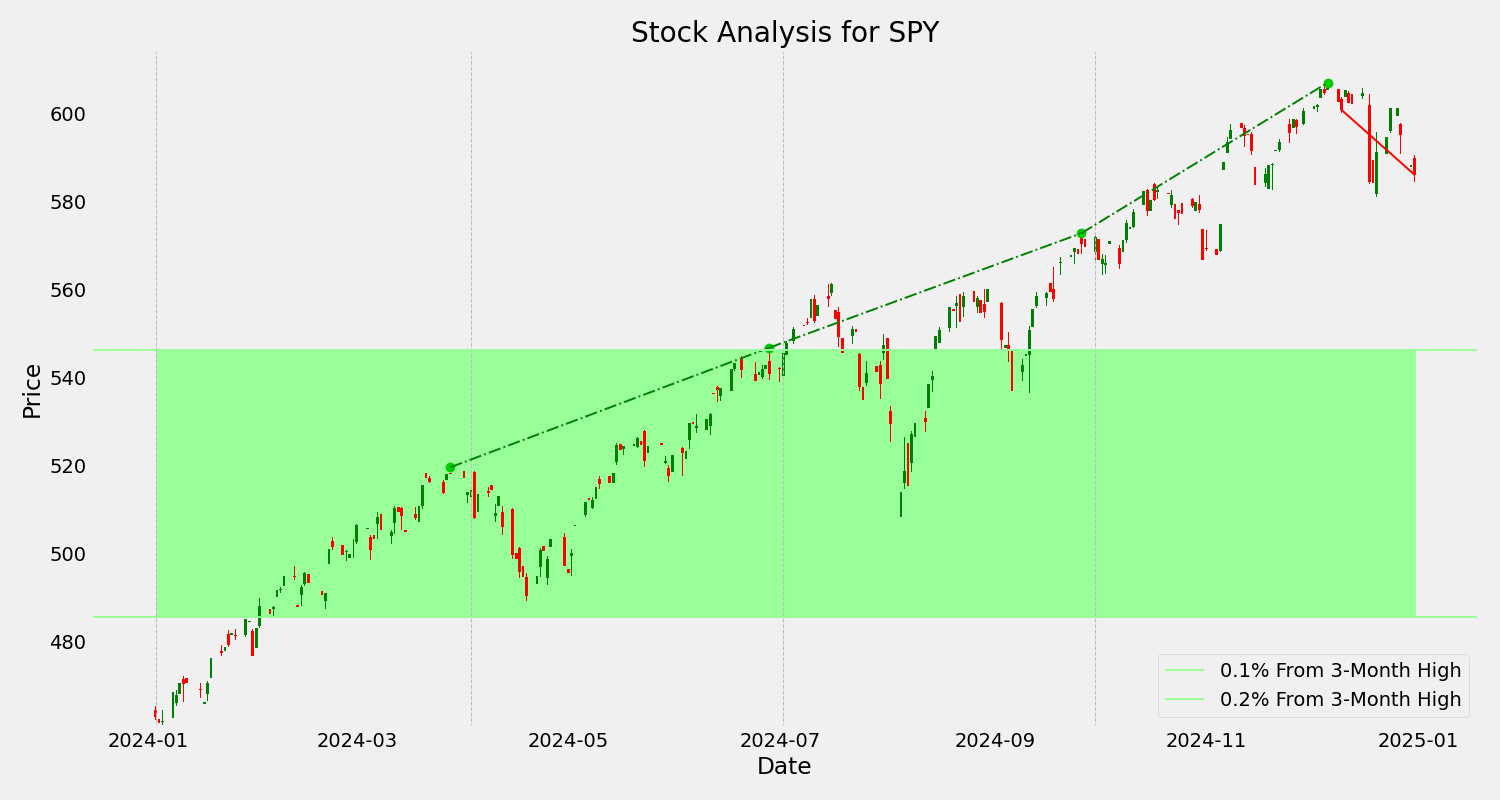 Stock Analysis for SPY
Price
600
580
560
540
520
500
480
0.1% From 3-Month High
0.2% From 3-Month High
2024-01 2024-03 2024-05 2024-07 2024-09 2024-11 2025-01
Date